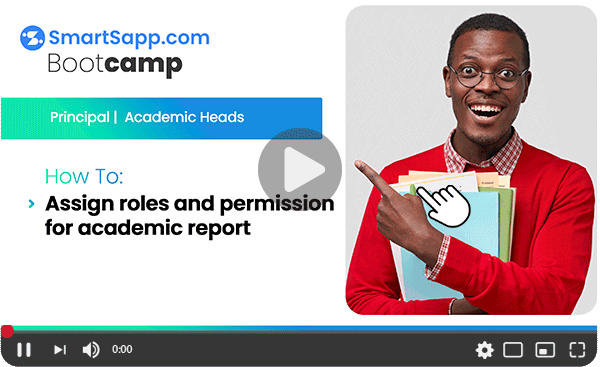 SmartSapp.com
Bootcamp
Principal | Academic Heads
How To:
Assign roles and permission
for academic report
0:00